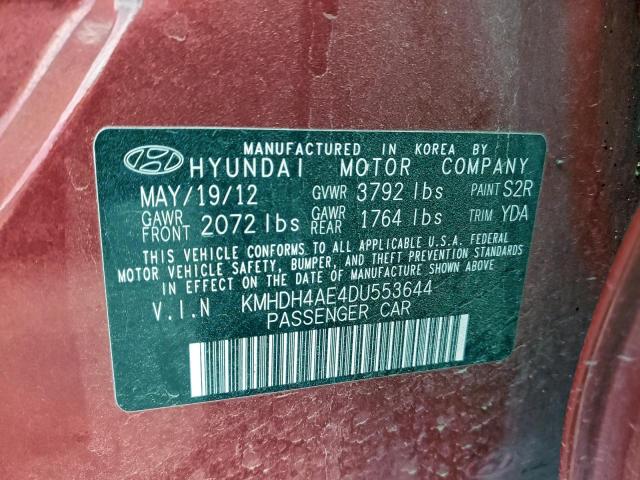 MANUFACTURED IN KOREA BY
HYUNDAI MOTOR COMPANY
MAY/19/12 GVWR 3792 lbs PAINT S2R
GAWR FRONT 2072 lbs GAWR REAR 1764 lbs TRIM YDA
THIS VEHICLE CONFORMS TO ALL APPLICABLE U.S.A. FEDERAL
MOTOR VEHICLE SAFETY, BUMPER, AND THEFT PREVENTION STANDARDS
IN EFFECT ON THE DATE OF MANUFACTURE SHOWN ABOVE.
V.I.N KMHDH4AE4DU553644
PASSENGER CAR